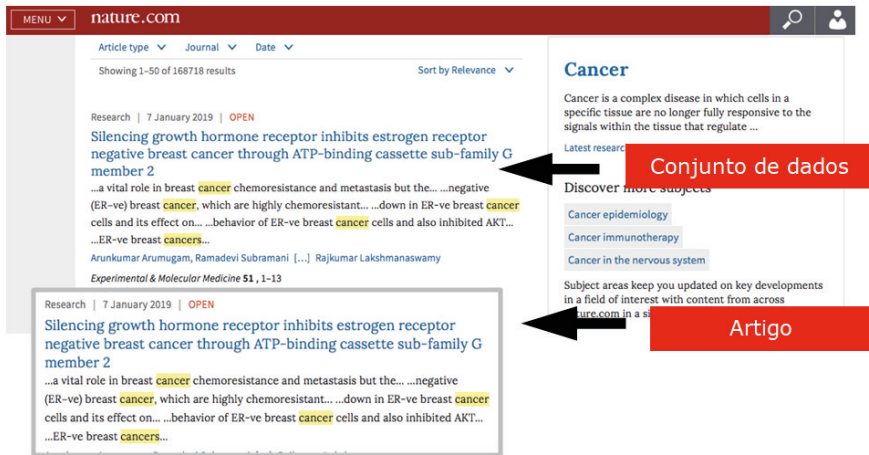 MENU
nature.com
Article type Journal Date
Showing 1–50 of 168718 results Sort by Relevance
Research | 7 January 2019 | OPEN
Silencing growth hormone receptor inhibits estrogen receptor
negative breast cancer through ATP-binding cassette sub-family G
member 2
...a vital role in breast cancer chemoresistance and metastasis but the... ...negative
(ER–ve) breast cancer, which are highly chemoresistant... ...down in ER-ve breast cancer
cells and its effect on... ...behavior of ER-ve breast cancer cells and also inhibited AKT...
...ER-ve breast cancers...
Arunkumar Arumugam, Ramadevi Subramani [...] Rajkumar Lakshmanaswamy
Experimental & Molecular Medicine 51 , 1–13
Research | 7 January 2019 | OPEN
Silencing growth hormone receptor inhibits estrogen receptor
negative breast cancer through ATP-binding cassette sub-family G
member 2
...a vital role in breast cancer chemoresistance and metastasis but the... ...negative
(ER–ve) breast cancer, which are highly chemoresistant... ...down in ER-ve breast cancer
cells and its effect on... ...behavior of ER-ve breast cancer cells and also inhibited AKT...
...ER-ve breast cancers...
Cancer
Cancer is a complex disease in which cells in a
specific tissue are no longer fully responsive to the
signals within the tissue that regulate ...
Latest
Conjunto de dados
Discover more subjects
Cancer epidemiology
Cancer immunotherapy
Cancer in the nervous system
Subject areas keep you updated on key developments
in a field of interest with content from across
in a
Artigo